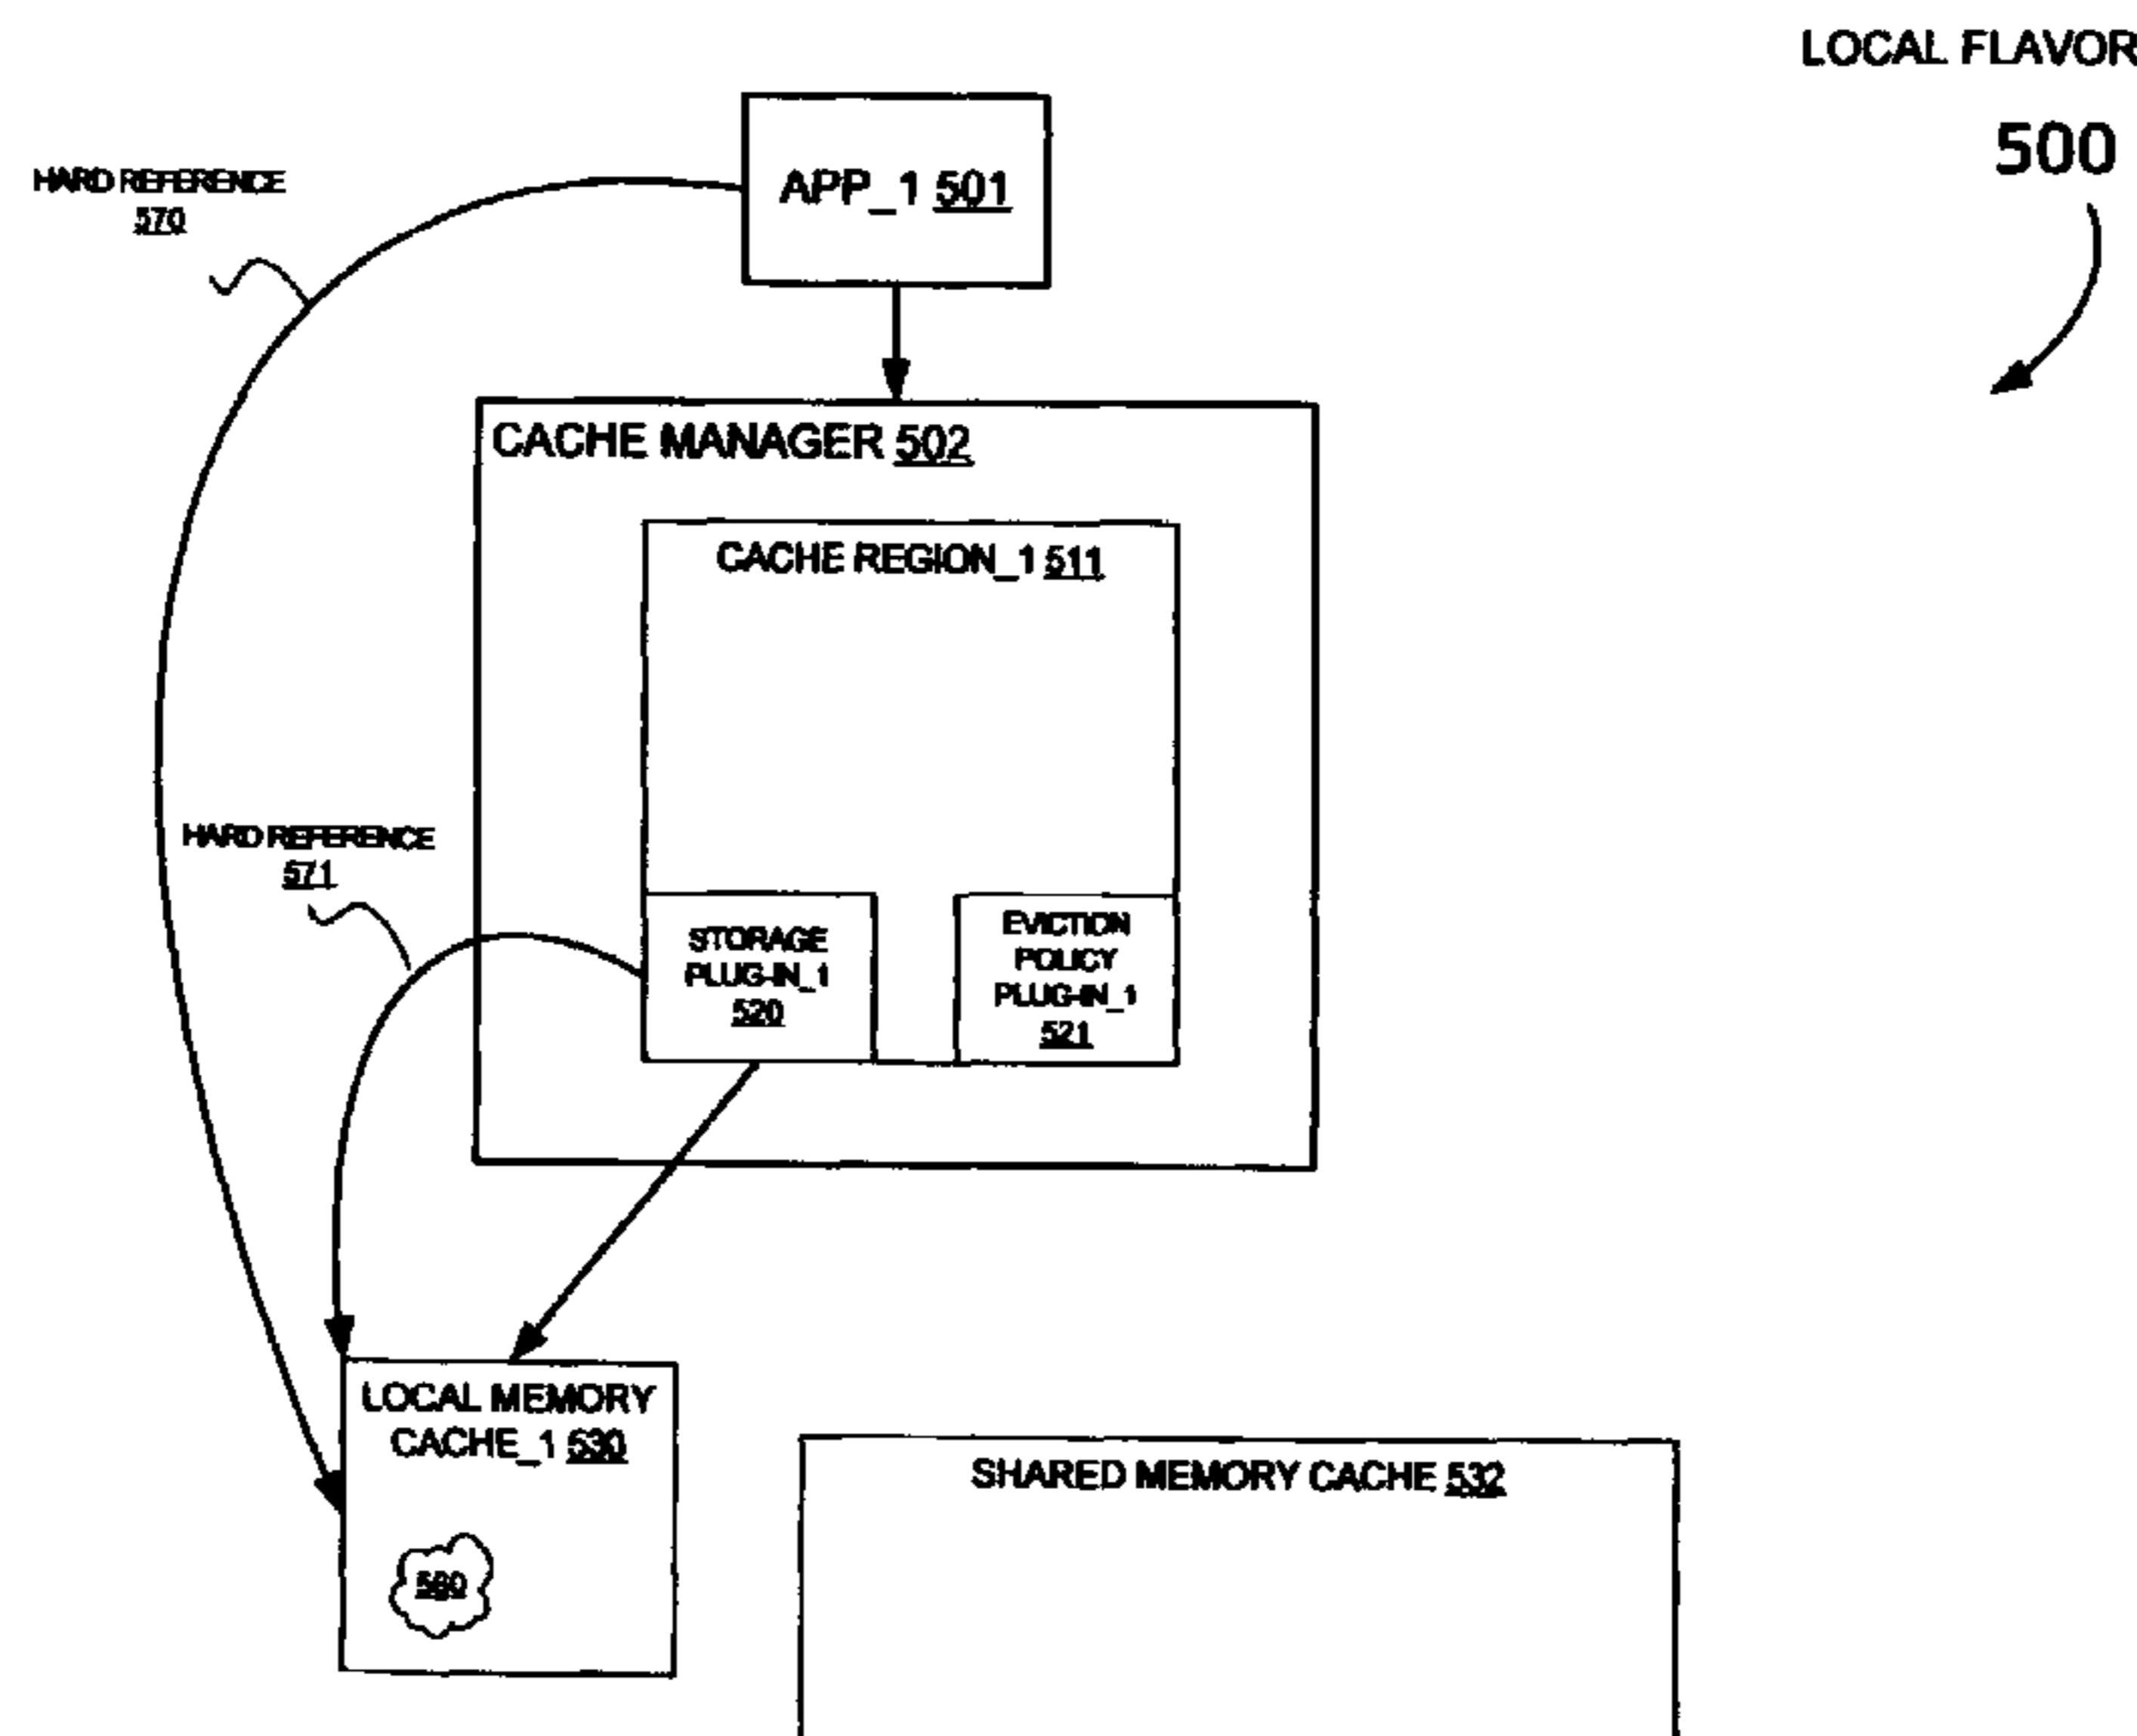 LOCAL FLAVOR
500
HARD REFERENCE
570
APP_1 501
CACHE MANAGER 502
CACHE REGION_1 511
HARD REFERENCE
571
STORAGE
PLUG-IN_1
520
EVICTION
POLICY
PLUG-IN_1
521
LOCAL MEMORY
CACHE_1 530
SHARED MEMORY CACHE 532